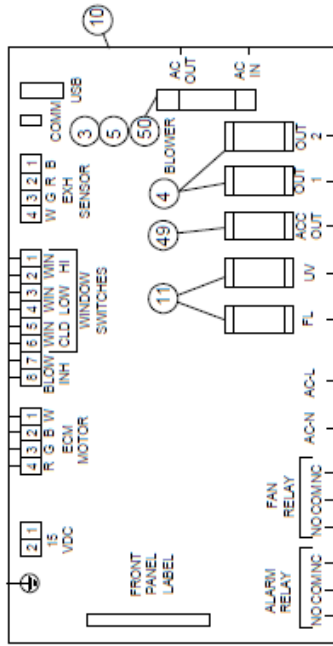 10
2 1
15
VDC
4 3 2 1
R G B W
ECM
MOTOR
8 7 6 5 4 3 2 1
BLOW WIN WIN WIN
INH CLD LOW HI
WINDOW
SWITCHES
4 3 2 1
W G R B
EXH
SENSOR
COMM
USB
3
5
50
BLOWER
AC
OUT
AC
IN
FRONT
PANEL
LABEL
11
49
4
ALARM
RELAY
NO COM NC
FAN
RELAY
NO COM NC
AC-N
AC-L
FL
UV
ACC
OUT
OUT
1
OUT
2